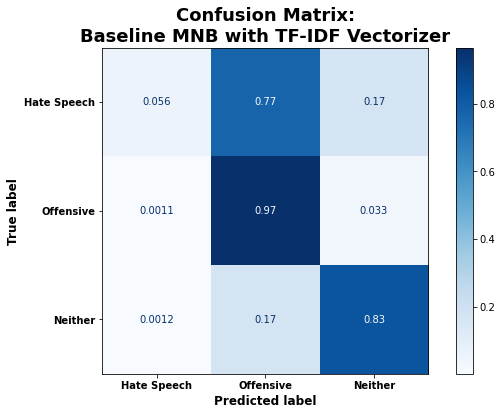 Confusion Matrix:
Baseline MNB with TF-IDF Vectorizer
Hate Speech 0.056 0.77 0.17
Offensive 0.0011 0.97 0.033
Neither 0.0012 0.17 0.83
Hate Speech Offensive Neither
Predicted label
True label
0.8
0.6
0.4
0.2